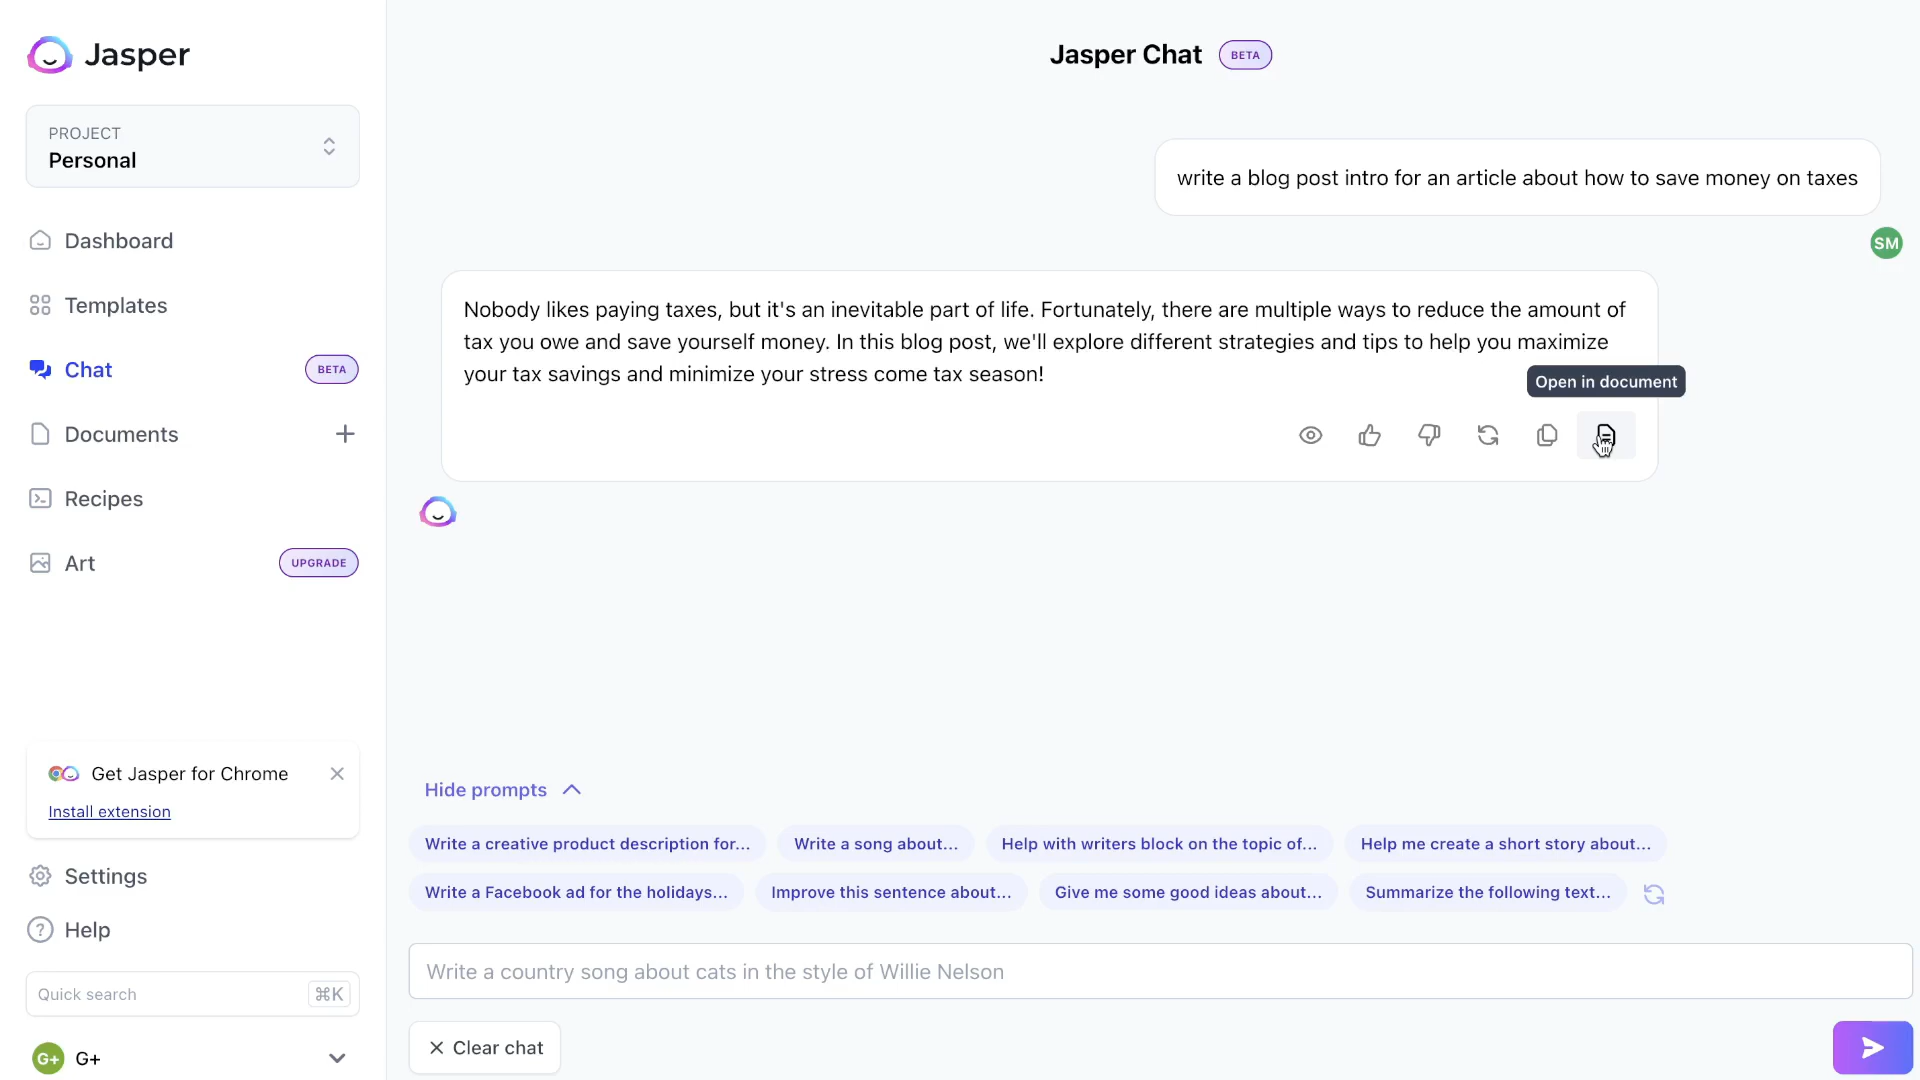 Jasper
PROJECT
Personal
Dashboard
Templates
Chat
BETA
Documents
Recipes
Art
UPGRADE
Get Jasper for Chrome
Install extension
Settings
Help
Quick search
⌘K
G+
G+
Jasper Chat
BETA
write a blog post intro for an article about how to save money on taxes
SM
Nobody likes paying taxes, but it's an inevitable part of life. Fortunately, there are multiple ways to reduce the amount of
tax you owe and save yourself money. In this blog post, we'll explore different strategies and tips to help you maximize
your tax savings and minimize your stress come tax season!
Open in document
Hide prompts
Write a creative product description for...
Write a song about...
Help with writers block on the topic of...
Help me create a short story about...
Write a Facebook ad for the holidays...
Improve this sentence about...
Give me some good ideas about...
Summarize the following text...
Write a country song about cats in the style of Willie Nelson
Clear chat